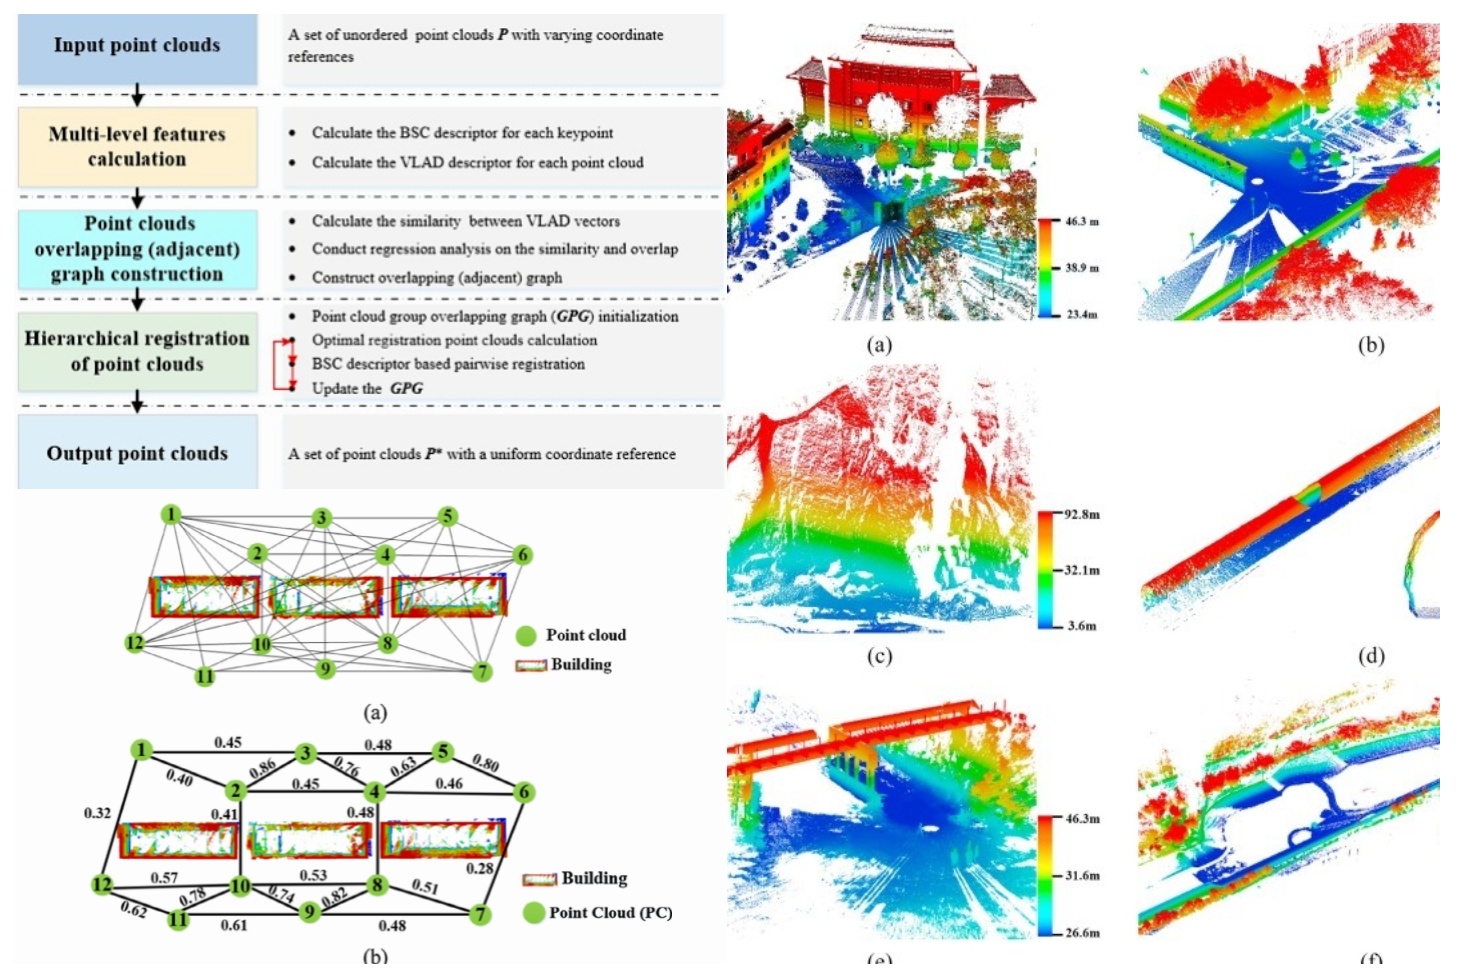 Input point clouds
A set of unordered point clouds P with varying coordinate
references
Multi-level features
calculation
• Calculate the BSC descriptor for each keypoint
• Calculate the VLAD descriptor for each point cloud
Point clouds
overlapping (adjacent)
graph construction
• Calculate the similarity between VLAD vectors
• Conduct regression analysis on the similarity and overlap
• Construct overlapping (adjacent) graph
Hierarchical registration
of point clouds
• Point cloud group overlapping graph (GPG) initialization
• Optimal registration point clouds calculation
• BSC descriptor based pairwise registration
• Update the GPG
Output point clouds
A set of point clouds P* with a uniform coordinate reference
1
3
5
2
4
6
12
10
8
11
9
7
Point cloud
Building
(a)
1
0.45
3
0.48
5
0.40
0.86
0.76
0.63
0.80
2
0.45
4
0.46
6
0.32
0.41
0.48
0.28
12
0.57
10
0.53
8
0.51
0.62
0.78
0.74
0.82
11
0.61
9
0.48
7
Building
Point Cloud (PC)
(b)
46.3 m
38.9 m
23.4m
(a)
(b)
92.8m
32.1m
3.6m
(c)
(d)
46.3m
31.6m
26.6m
(e)
(f)